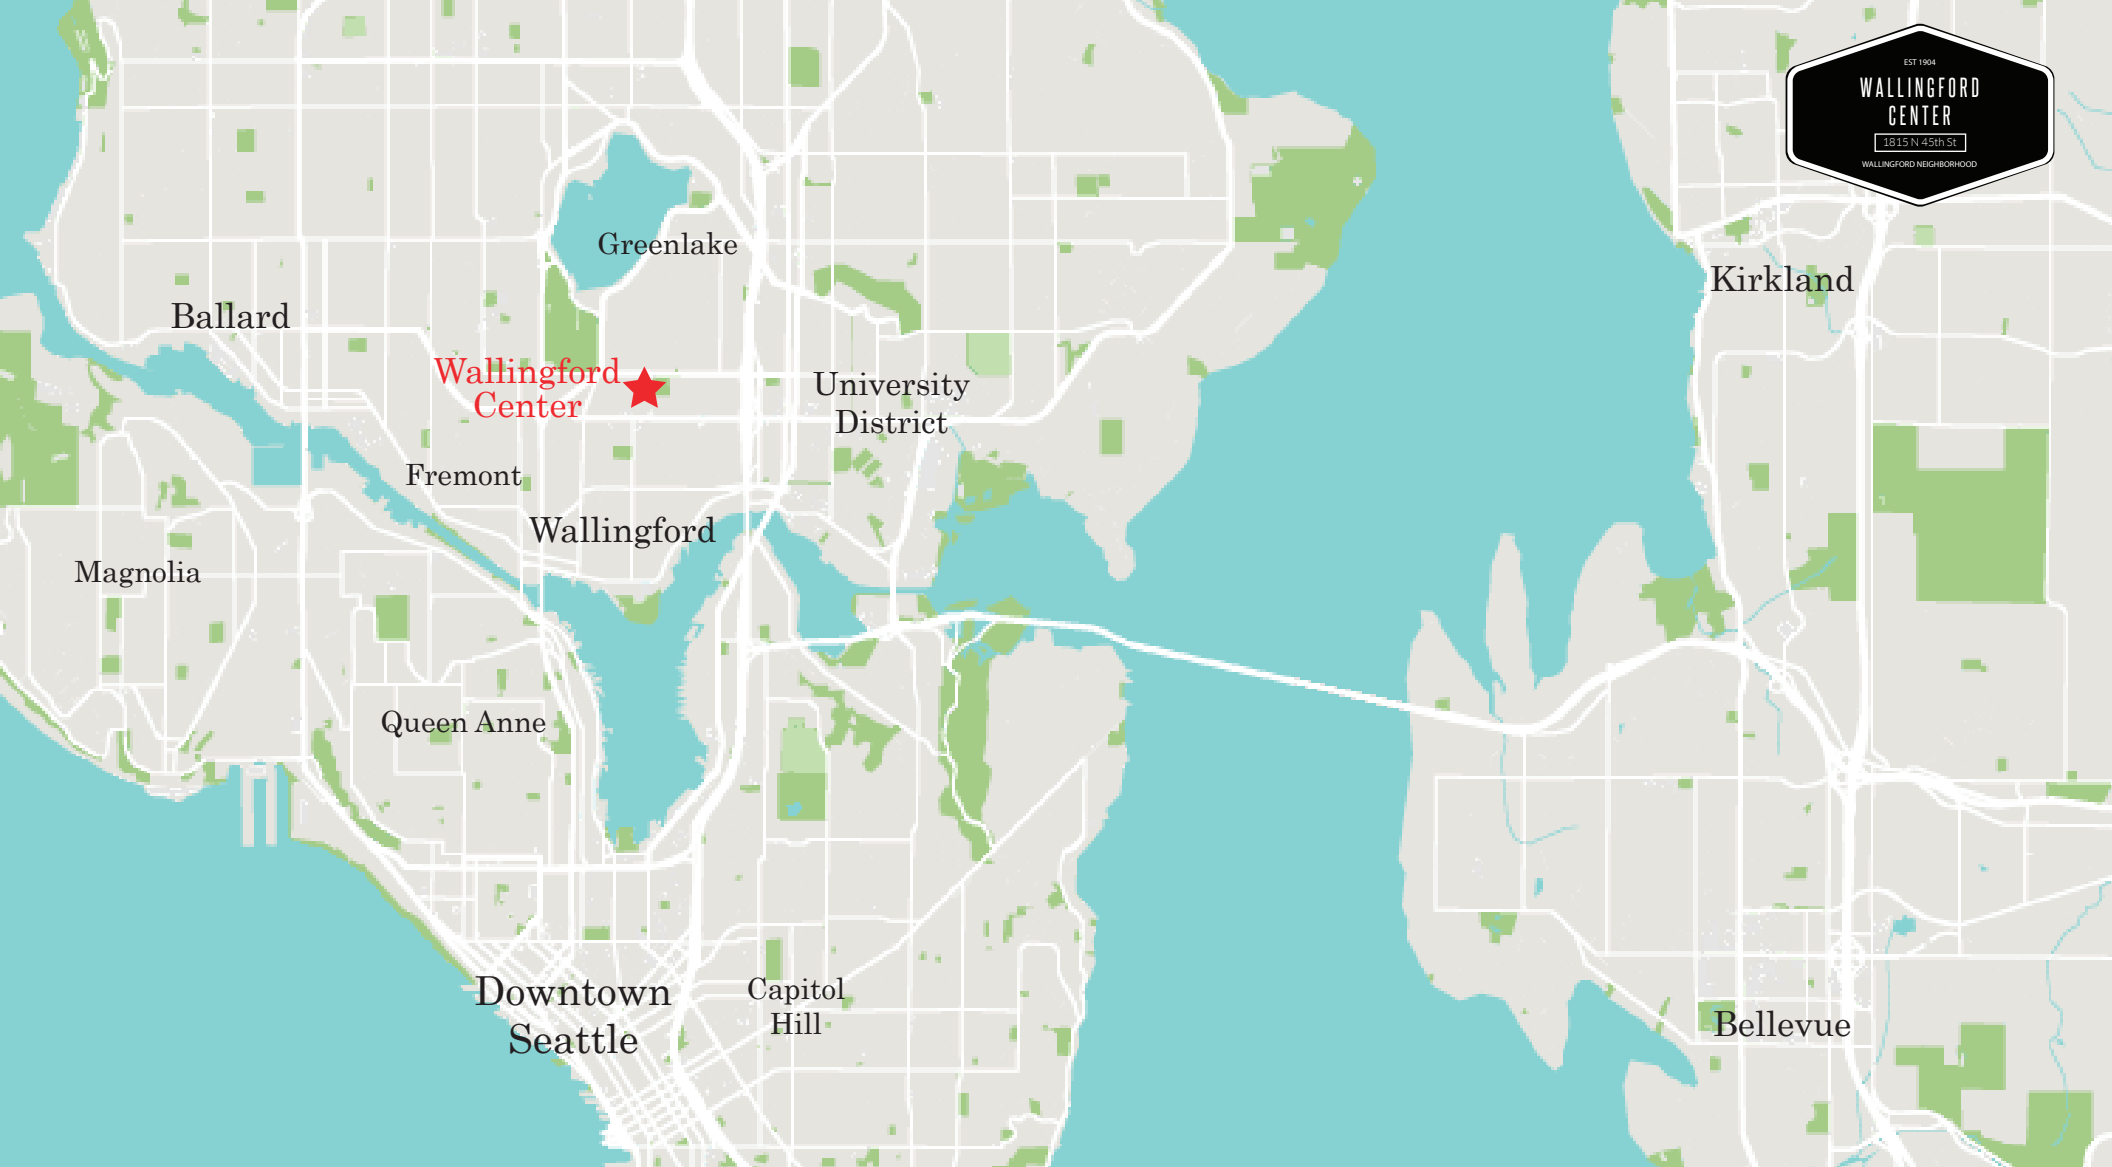 EST 1904
WALLINGFORD
CENTER
1815 N 45th St
WALLINGFORD NEIGHBORHOOD
Greenlake
Kirkland
Ballard
Wallingford
Center
University
District
Fremont
Wallingford
Magnolia
Queen Anne
Downtown
Seattle
Capitol
Hill
Bellevue